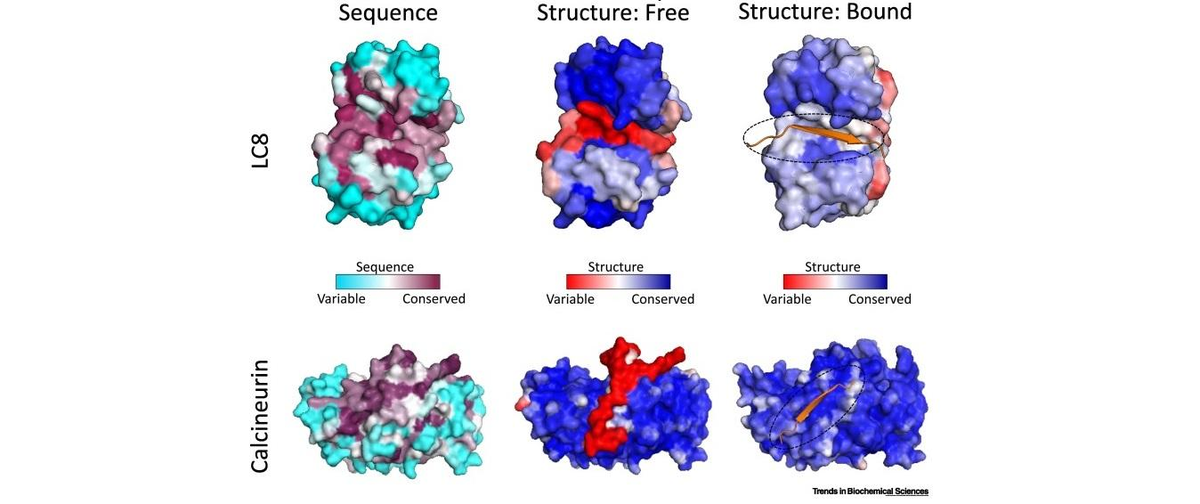 Sequence
Structure: Free
Structure: Bound
LC8
Sequence
Variable Conserved
Structure
Variable Conserved
Structure
Variable Conserved
Calcineurin
Trends in Biochemical Sciences